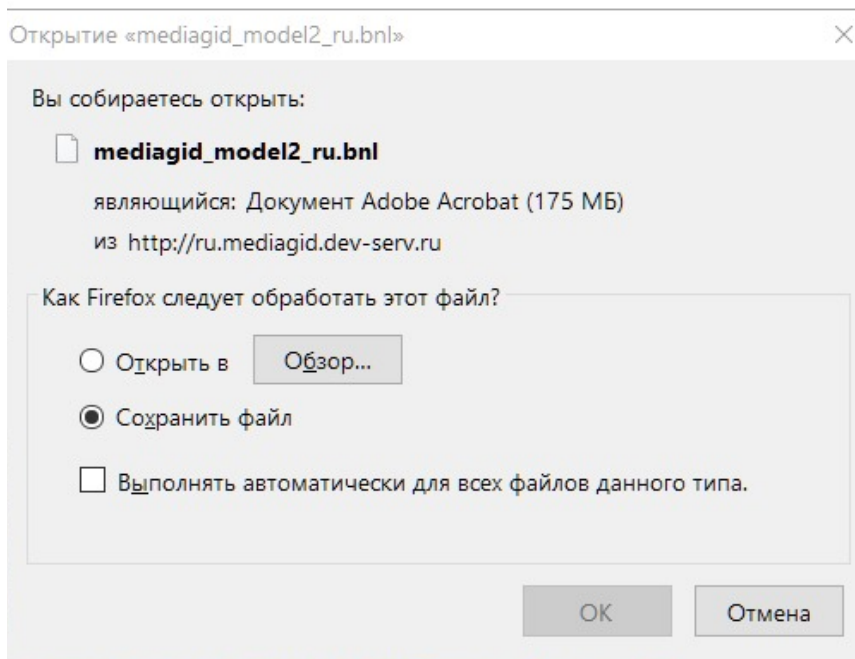 Открытие «mediagid_model2_ru.bnl»
Вы собираетесь открыть:
mediagid_model2_ru.bnl
являющийся: Документ Adobe Acrobat (175 МБ)
из http://ru.mediagid.dev-serv.ru
Как Firefox следует обработать этот файл?
Открыть в Обзор...
Сохранить файл
Выполнять автоматически для всех файлов данного типа.
OK Отмена